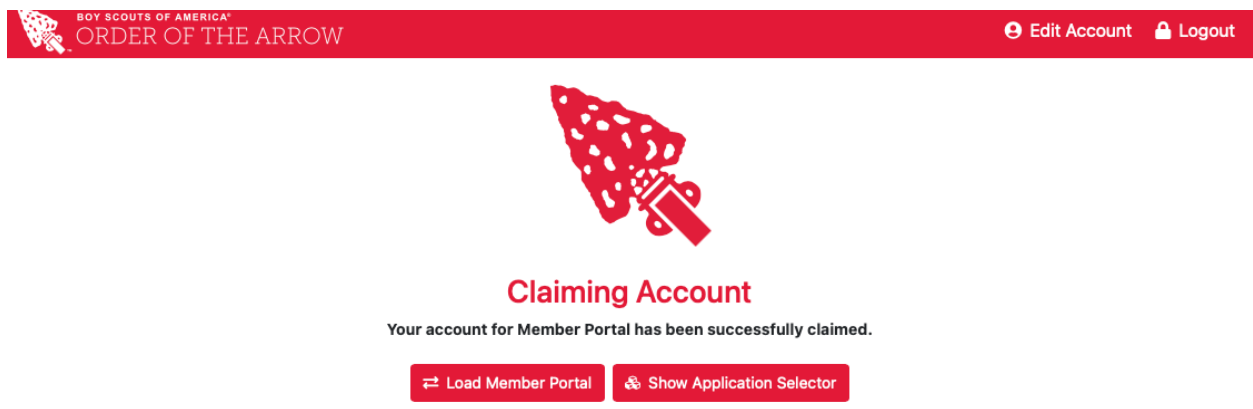 BOY SCOUTS OF AMERICA®
ORDER OF THE ARROW
Edit Account
Logout
Claiming Account
Your account for Member Portal has been successfully claimed.
Load Member Portal
Show Application Selector